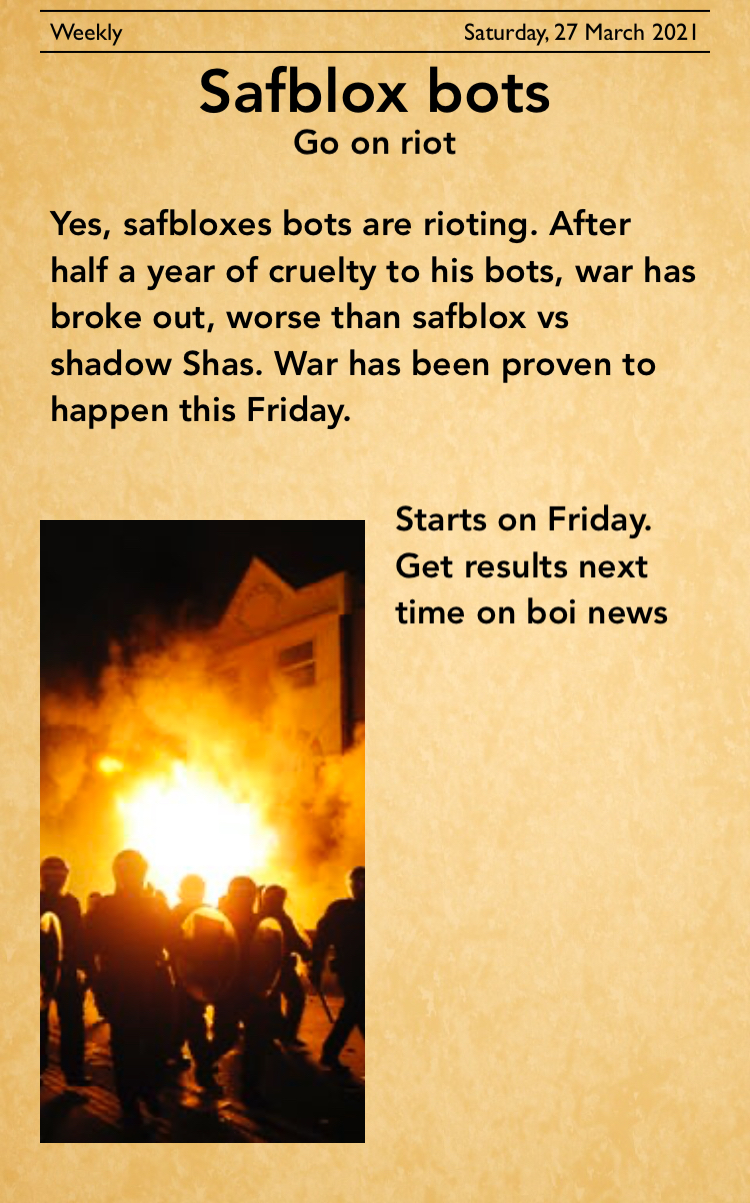 Weekly
Saturday, 27 March 2021
Safblox bots
Go on riot
Yes, safbloxes bots are rioting. After
half a year of cruelty to his bots, war has
broke out, worse than safblox vs
shadow Shas. War has been proven to
happen this Friday.
Starts on Friday.
Get results next
time on boi news